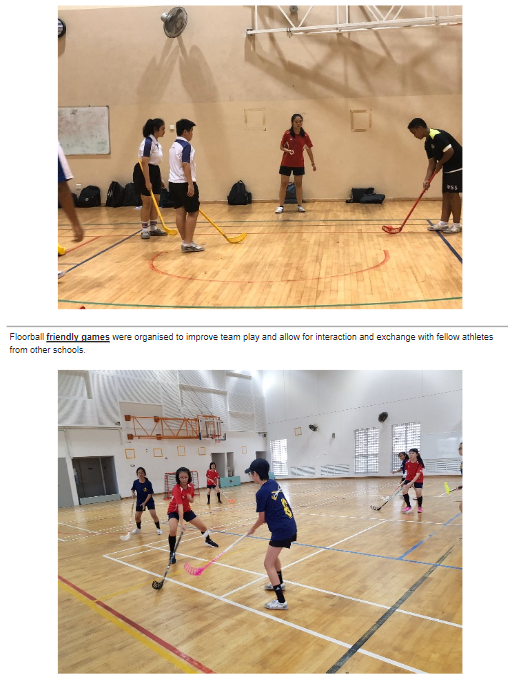 Floorball friendly games were organised to improve team play and allow for interaction and exchange with fellow athletes
from other schools.
6